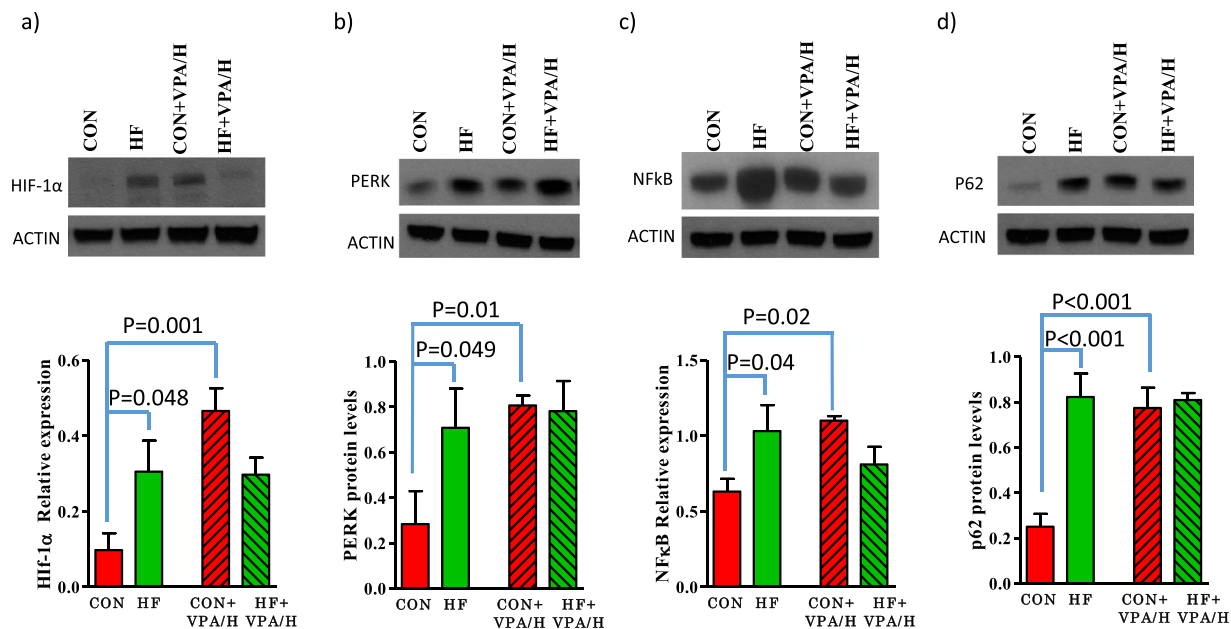 a)
CON
HF
CON+VPA/H
HF+VPA/H
HIF-1α
ACTIN
P=0.001
P=0.048
HIf-1α Relative expression
0.6
0.4
0.2
0.0
CON
HF
CON+
VPA/H
HF+
VPA/H
b)
CON
HF
CON+VPA/H
HF+VPA/H
PERK
ACTIN
P=0.01
P=0.049
PERK protein levels
1.0
0.8
0.6
0.4
0.2
0.0
CON
HF
CON+
VPA/H
HF+
VPA/H
c)
CON
HF
CON+VPA/H
HF+VPA/H
NFkB
ACTIN
P=0.02
P=0.04
NFκB Relative expression
1.5
1.0
0.5
0.0
CON
HF
CON+
VPA/H
HF+
VPA/H
d)
CON
HF
CON+VPA/H
HF+VPA/H
P62
ACTIN
P<0.001
P<0.001
p62 protein levevls
1.0
0.8
0.6
0.4
0.2
0.0
CON
HF
CON+
VPA/H
HF+
VPA/H